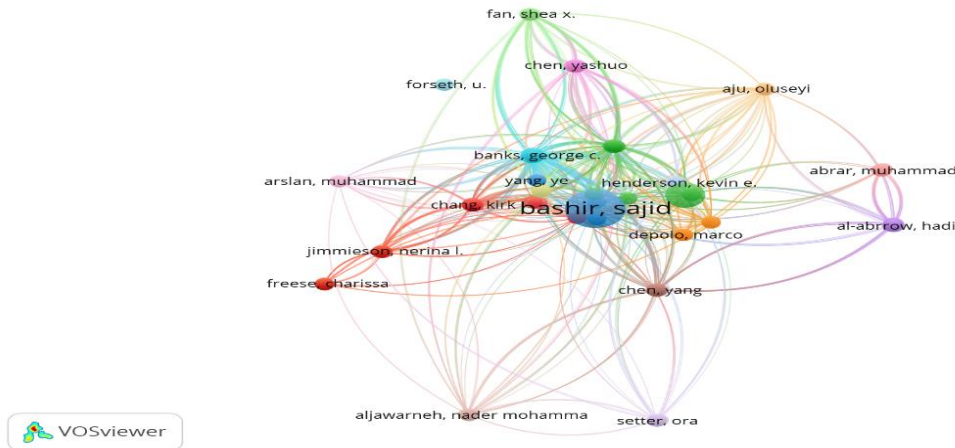 fan, shea x.
chen, yashuo
forseth, u.
aju, oluseyi
banks, george c.
abrar, muhammad
arslan, muhammad
yang, ye
henderson, kevin e.
chang, kirk
bashir, sajid
al-abrrow, hadi
depolo, marco
jimmieson, nerina l.
freese, charissa
chen, yang
aljawarneh, nader mohamma
setter, ora
VOSviewer